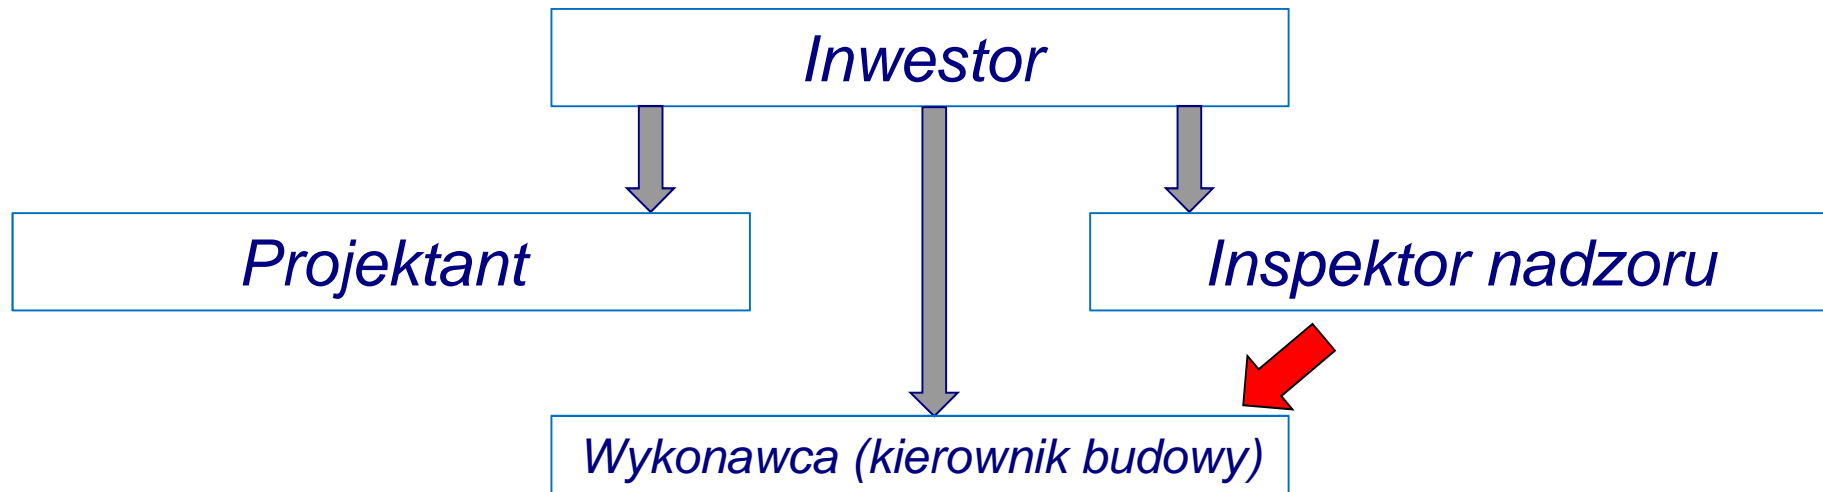 Inwestor
Projektant
Inspektor nadzoru
Wykonawca (kierownik budowy)